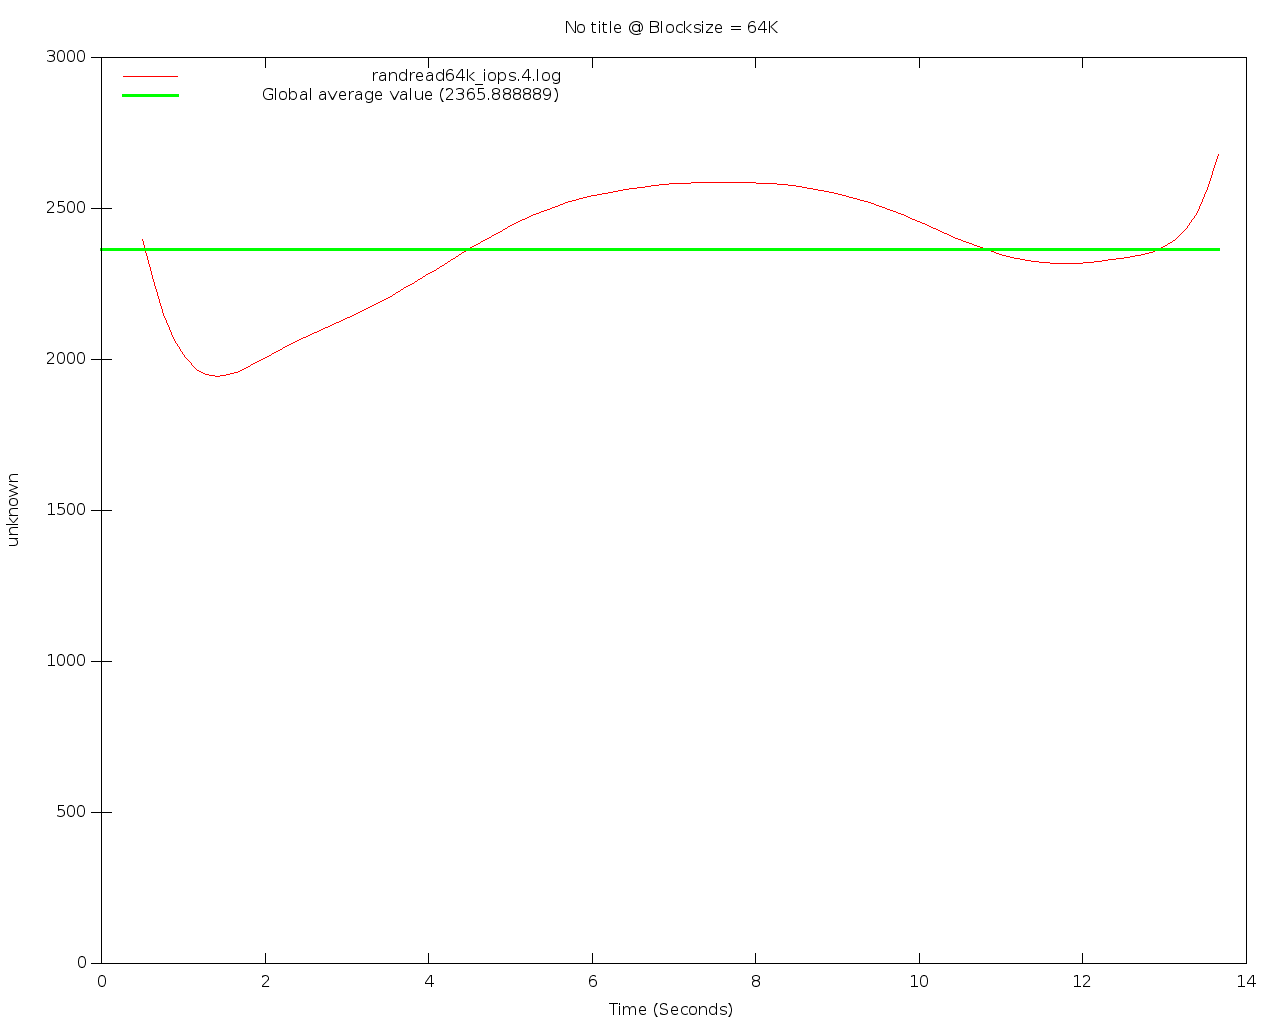 No title @ Blocksize = 64K
randread64k_iops.4.log
Global average value (2365.888889)
3000
2500
2000
1500
1000
500
0
unknown
0 2 4 6 8 10 12 14
Time (Seconds)